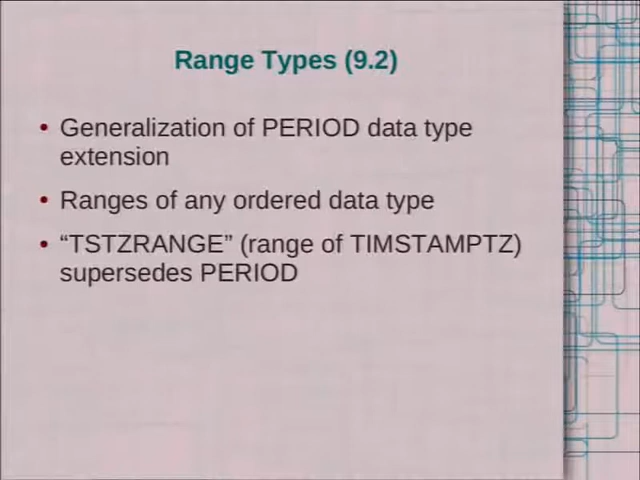 Range Types (9.2)
• Generalization of PERIOD data type
extension
• Ranges of any ordered data type
• “TSTZRANGE” (range of TIMSTAMPTZ)
supersedes PERIOD